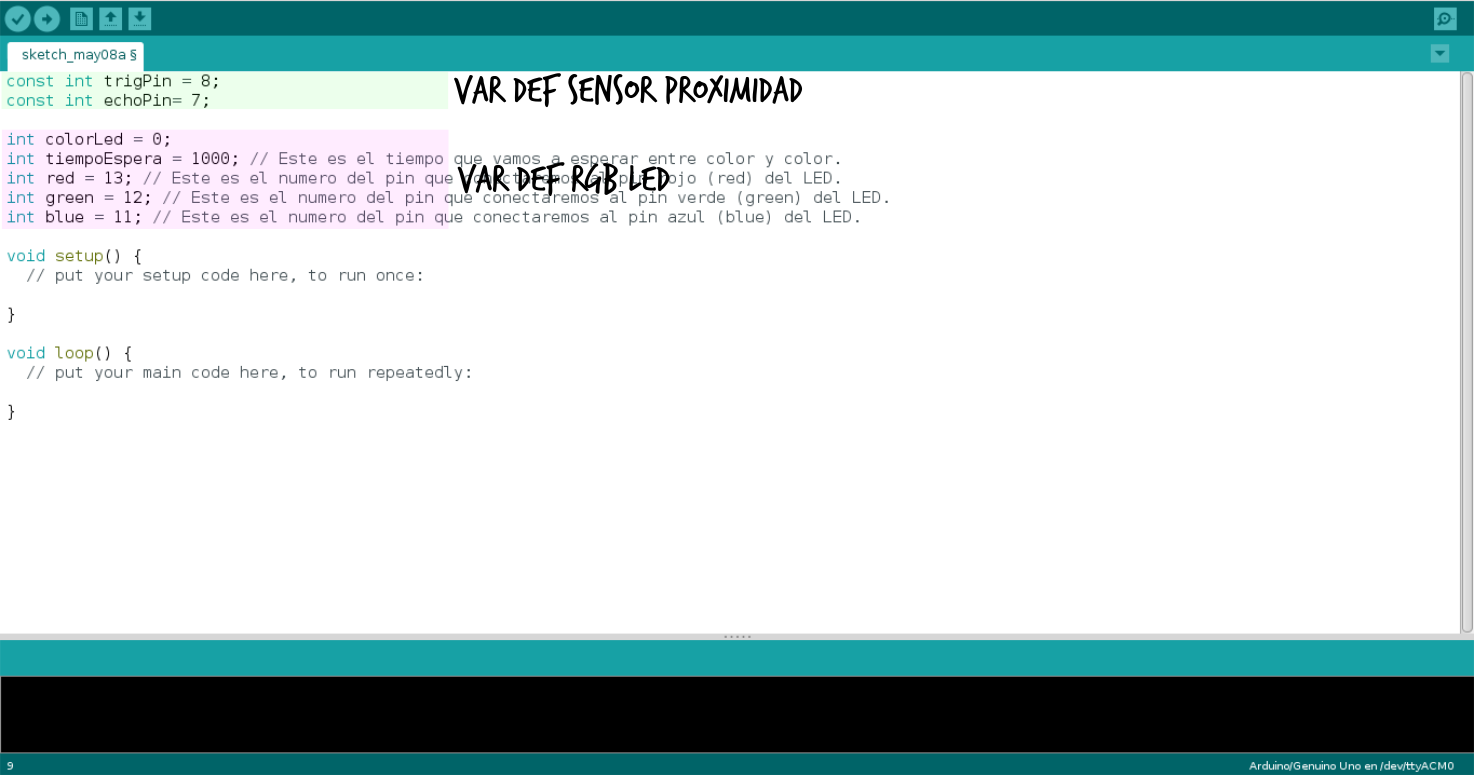 sketch_may08a §
const int trigPin = 8;
const int echoPin= 7;
VAR DEF SENSOR PROXIMIDAD
int colorLed = 0;
int tiempoEspera = 1000; // Este es el tiempo que vamos a esperar entre color y color.
int red = 13; // Este es el numero del pin que conectaremos al pin rojo (red) del LED.
VAR DEF RGB LED
int green = 12; // Este es el numero del pin que conectaremos al pin verde (green) del LED.
int blue = 11; // Este es el numero del pin que conectaremos al pin azul (blue) del LED.
void setup() {
// put your setup code here, to run once:
}
void loop() {
// put your main code here, to run repeatedly:
}
9
Arduino/Genuino Uno en /dev/ttyACM0